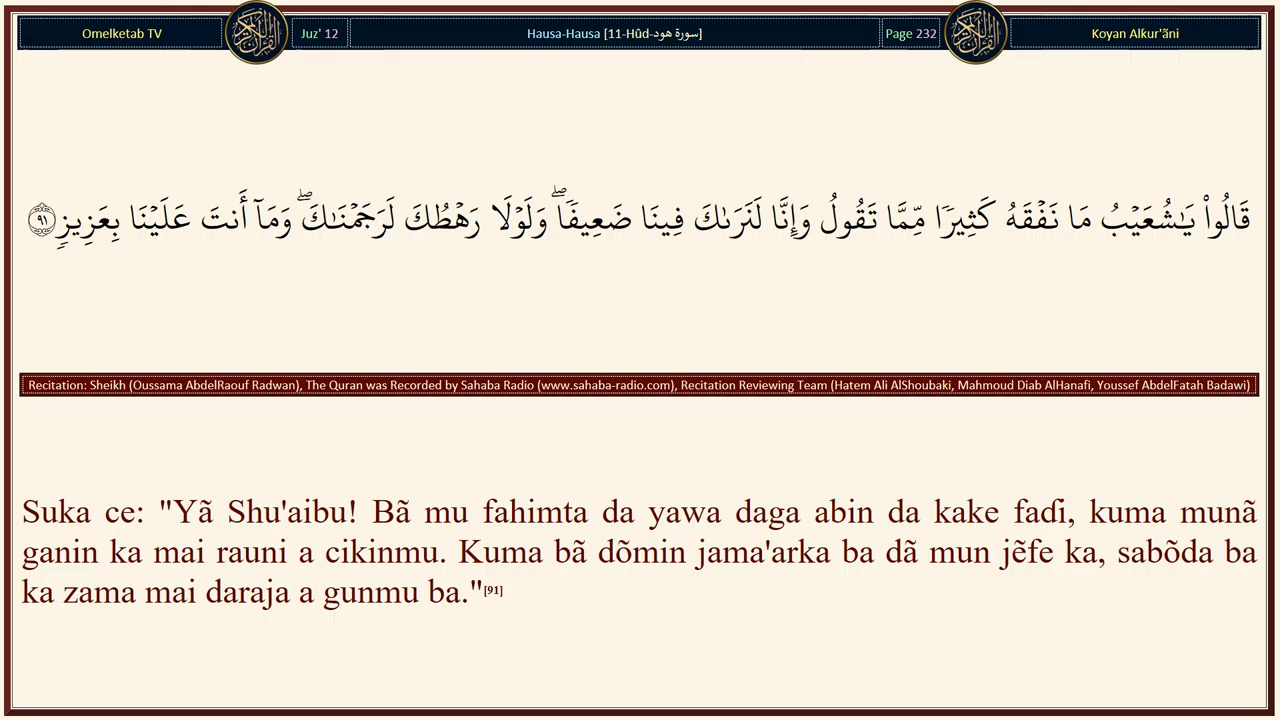 Omelketab TV
Juz' 12
Hausa-Hausa [11-Hûd-سورة هود]
Page 232
Koyan Alƙur'ãni
قَالُوا۟ يَـٰشُعَيْبُ مَا نَفْقَهُ كَثِيرًۭا مِّمَّا تَقُولُ وَإِنَّا لَنَرَىٰكَ فِينَا ضَعِيفًۭا ۖ وَلَوْلَا رَهْطُكَ لَرَجَمْنَـٰكَ ۖ وَمَآ أَنتَ عَلَيْنَا بِعَزِيزٍۢ ٩١
Recitation: Sheikh (Oussama AbdelRaouf Radwan), The Quran was Recorded by Sahaba Radio (www.sahaba-radio.com), Recitation Reviewing Team (Hatem Ali AlShoubaki, Mahmoud Diab AlHanafi, Youssef AbdelFatah Badawi)
Suka ce: "Yã Shu'aibu! Bã mu fahimta da yawa daga abin da kake faɗi, kuma munã
ganin ka mai rauni a cikinmu. Kuma bã dõmin jama'arka ba dã mun jẽfe ka, sabõda ba
ka zama mai daraja a gunmu ba."[91]